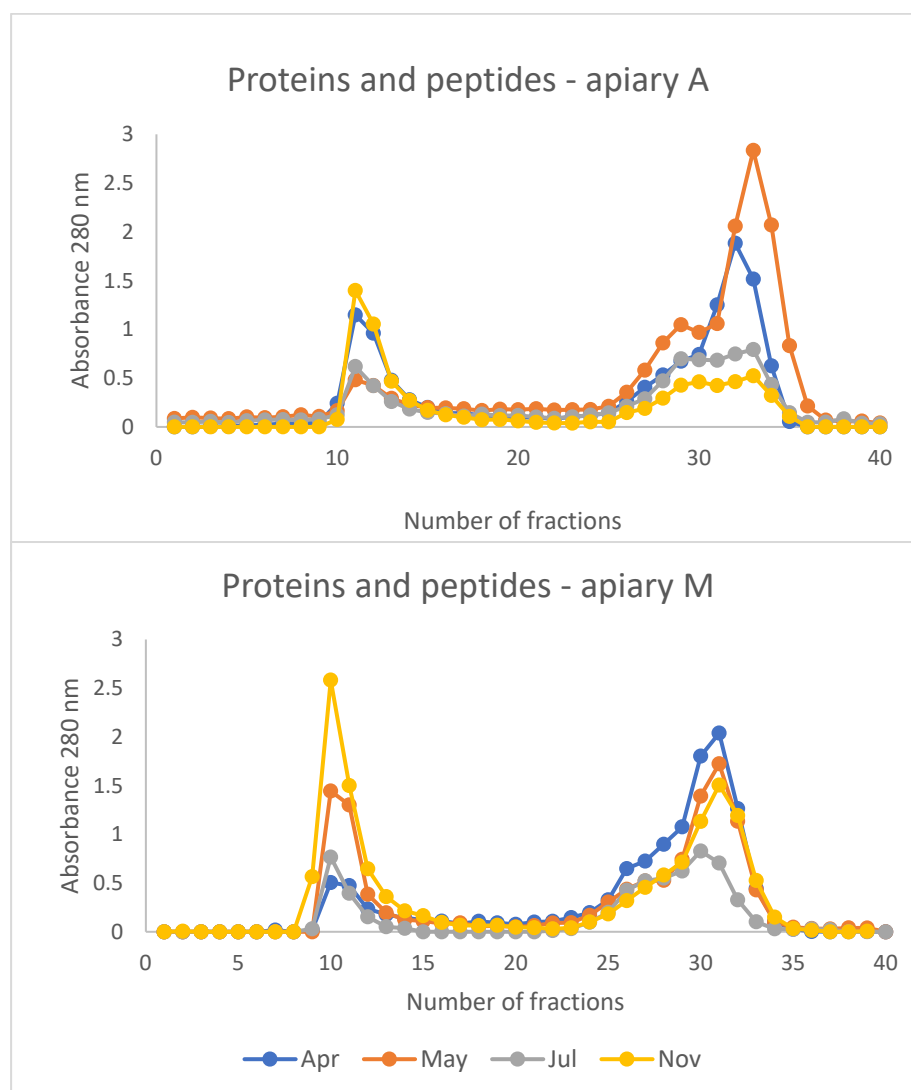 Proteins and peptides - apiary A
3
2.5
2
1.5
1
0.5
0
Absorbance 280 nm
0 10 20 30 40
Number of fractions
Proteins and peptides - apiary M
3
2.5
2
1.5
1
0.5
0
Absorbance 280 nm
0 5 10 15 20 25 30 35 40
Number of fractions
Apr May Jul Nov